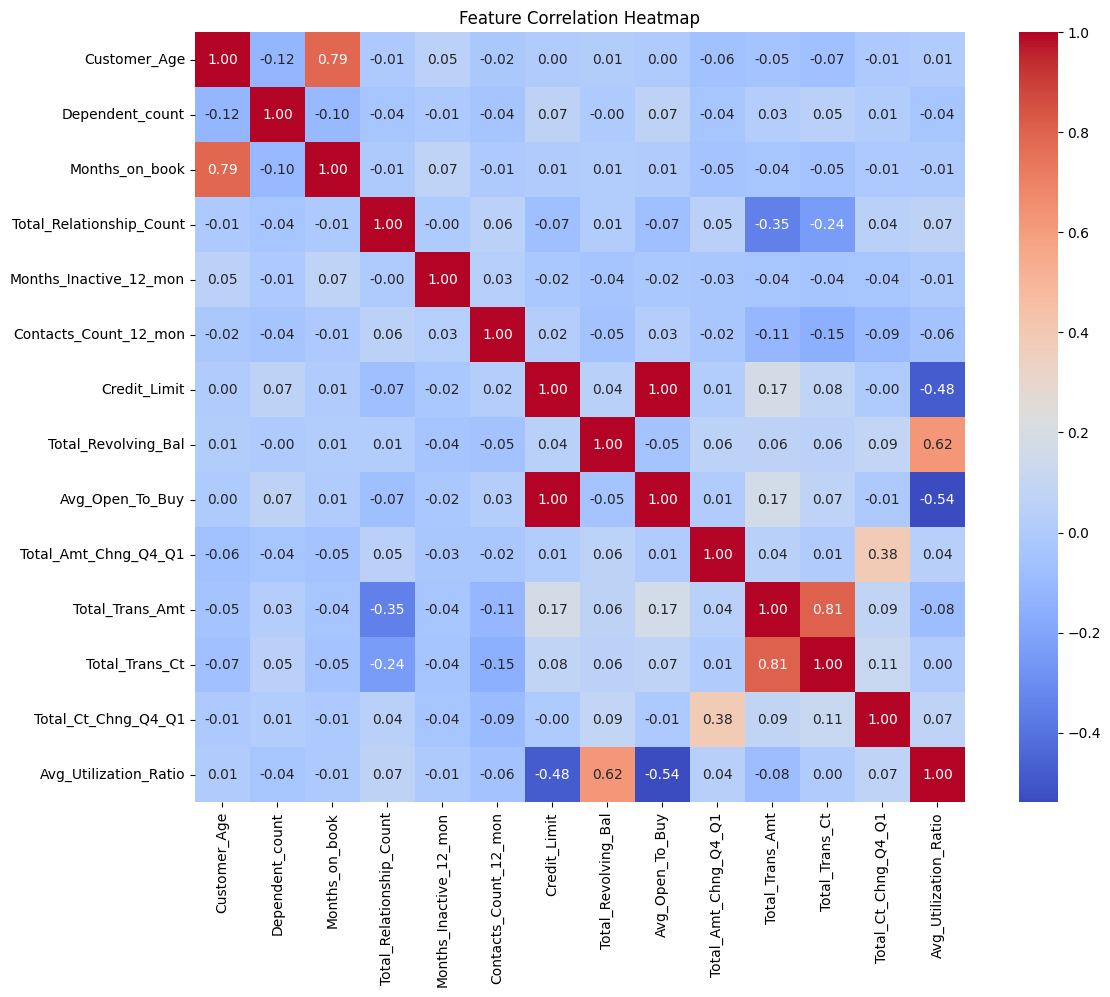 Feature Correlation Heatmap
Customer_Age 1.00 -0.12 0.79 -0.01 0.05 -0.02 0.00 0.01 0.00 -0.06 -0.05 -0.07 -0.01 0.01
Dependent_count -0.12 1.00 -0.10 -0.04 -0.01 -0.04 0.07 -0.00 0.07 -0.04 0.03 0.05 0.01 -0.04
Months_on_book 0.79 -0.10 1.00 -0.01 0.07 -0.01 0.01 0.01 0.01 -0.05 -0.04 -0.05 -0.01 -0.01
Total_Relationship_Count -0.01 -0.04 -0.01 1.00 -0.00 0.06 -0.07 0.01 -0.07 0.05 -0.35 -0.24 0.04 0.07
Months_Inactive_12_mon 0.05 -0.01 0.07 -0.00 1.00 0.03 -0.02 -0.04 -0.02 -0.03 -0.04 -0.04 -0.04 -0.01
Contacts_Count_12_mon -0.02 -0.04 -0.01 0.06 0.03 1.00 0.02 -0.05 0.03 -0.02 -0.11 -0.15 -0.09 -0.06
Credit_Limit 0.00 0.07 0.01 -0.07 -0.02 0.02 1.00 0.04 1.00 0.01 0.17 0.08 -0.00 -0.48
Total_Revolving_Bal 0.01 -0.00 0.01 0.01 -0.04 -0.05 0.04 1.00 -0.05 0.06 0.06 0.06 0.09 0.62
Avg_Open_To_Buy 0.00 0.07 0.01 -0.07 -0.02 0.03 1.00 -0.05 1.00 0.01 0.17 0.07 -0.01 -0.54
Total_Amt_Chng_Q4_Q1 -0.06 -0.04 -0.05 0.05 -0.03 -0.02 0.01 0.06 0.01 1.00 0.04 0.01 0.38 0.04
Total_Trans_Amt -0.05 0.03 -0.04 -0.35 -0.04 -0.11 0.17 0.06 0.17 0.04 1.00 0.81 0.09 -0.08
Total_Trans_Ct -0.07 0.05 -0.05 -0.24 -0.04 -0.15 0.08 0.06 0.07 0.01 0.81 1.00 0.11 0.00
Total_Ct_Chng_Q4_Q1 -0.01 0.01 -0.01 0.04 -0.04 -0.09 -0.00 0.09 -0.01 0.38 0.09 0.11 1.00 0.07
Avg_Utilization_Ratio 0.01 -0.04 -0.01 0.07 -0.01 -0.06 -0.48 0.62 -0.54 0.04 -0.08 0.00 0.07 1.00
Customer_Age
Dependent_count
Months_on_book
Total_Relationship_Count
Months_Inactive_12_mon
Contacts_Count_12_mon
Credit_Limit
Total_Revolving_Bal
Avg_Open_To_Buy
Total_Amt_Chng_Q4_Q1
Total_Trans_Amt
Total_Trans_Ct
Total_Ct_Chng_Q4_Q1
Avg_Utilization_Ratio
1.0
0.8
0.6
0.4
0.2
0.0
−0.2
−0.4